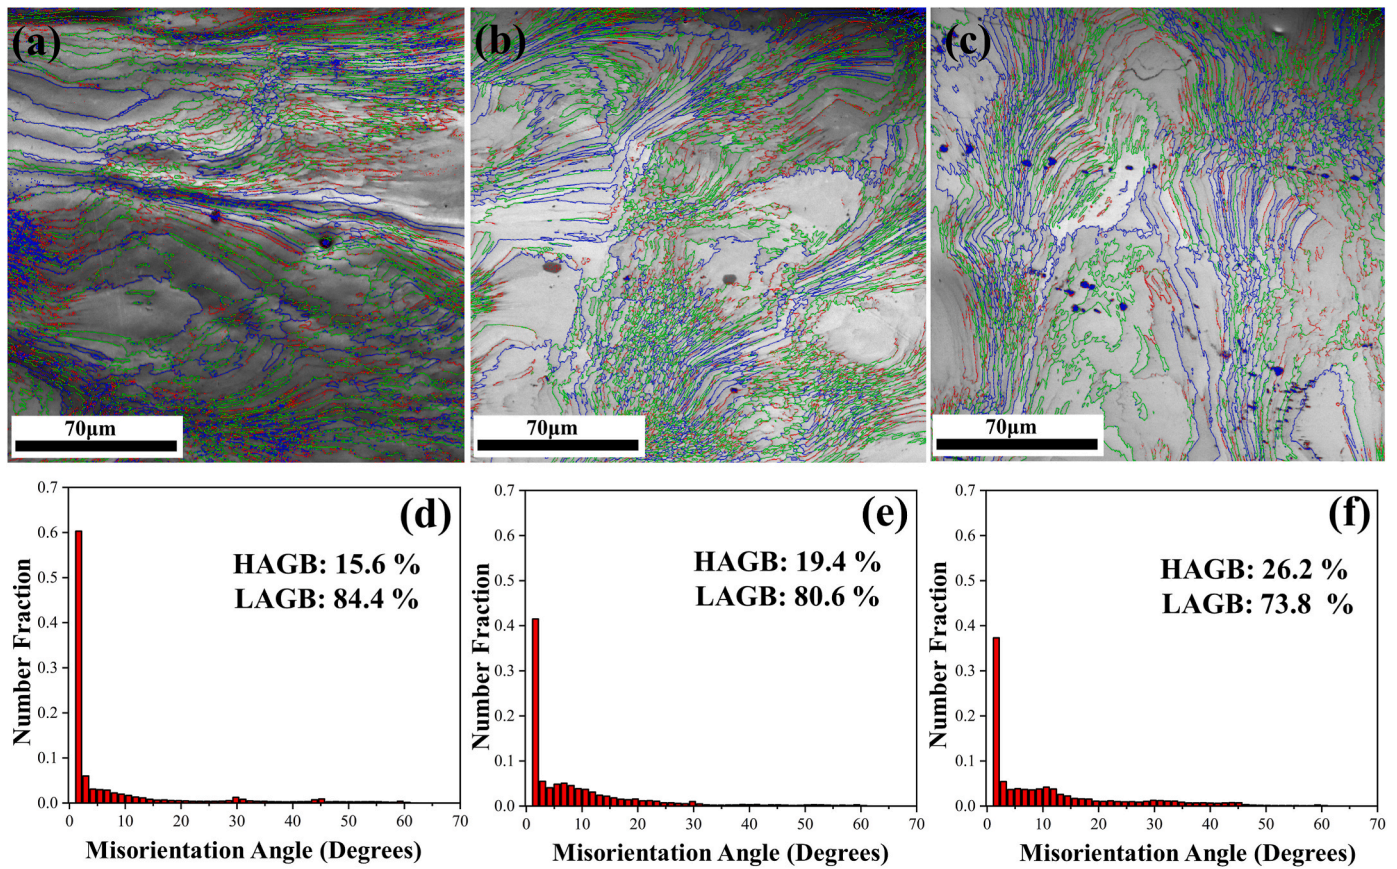 (a)
(b)
(c)
70μm
70μm
70μm
(d)
HAGB: 15.6 %
LAGB: 84.4 %
Number Fraction
0.7
0.6
0.5
0.4
0.3
0.2
0.1
0.0
0 10 20 30 40 50 60 70
Misorientation Angle (Degrees)
(e)
HAGB: 19.4 %
LAGB: 80.6 %
Number Fraction
0.7
0.6
0.5
0.4
0.3
0.2
0.1
0.0
0 10 20 30 40 50 60 70
Misorientation Angle (Degrees)
(f)
HAGB: 26.2 %
LAGB: 73.8 %
Number Fraction
0.7
0.6
0.5
0.4
0.3
0.2
0.1
0.0
0 10 20 30 40 50 60 70
Misorientation Angle (Degrees)